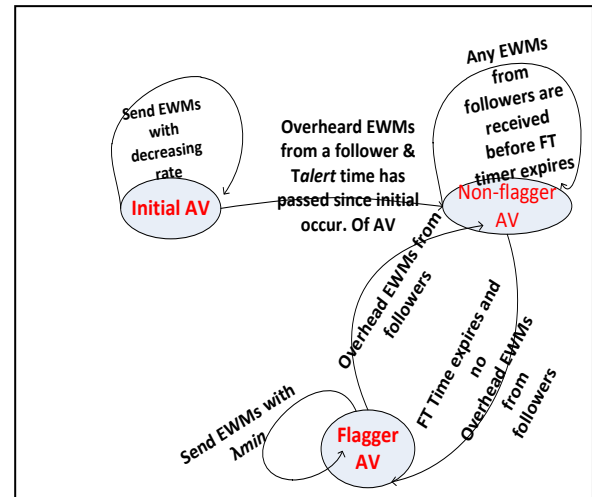 Send EWMs
with
decreasing
rate
Initial AV
Overheard EWMs
from a follower &
Talert time has
passed since initial
occur. Of AV
Any EWMs
from
followers are
received
before FT
timer expires
Non-flagger
AV
Overhead EWMs from
followers
FT Time expires and
no
Overhead EWMs
from
followers
Send EWMs with
λmin
Flagger
AV